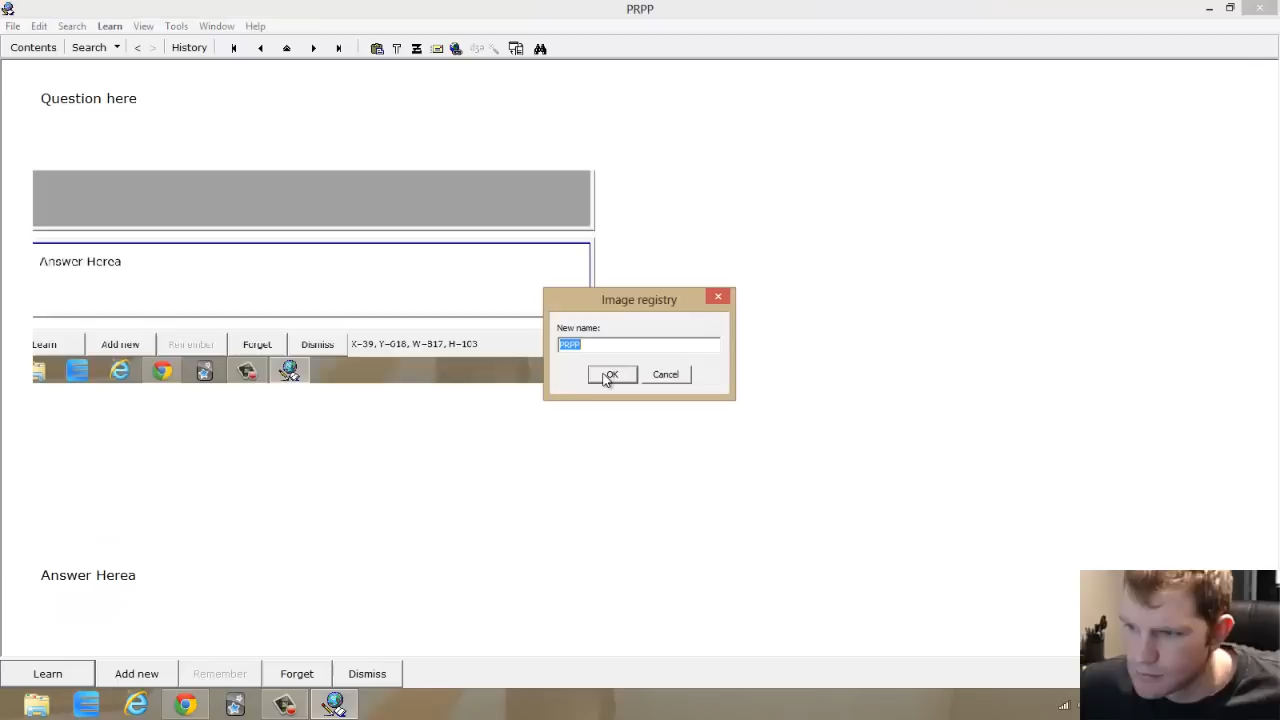 PRPP
File Edit Search Learn View Tools Window Help
Contents Search < > History
Question here
Answer Herea
Image registry
New name:
PRPP
OK Cancel
Learn Add new Remember Forget Dismiss X-39, Y-618, W-817, H-103
Answer Herea
Learn Add new Remember Forget Dismiss